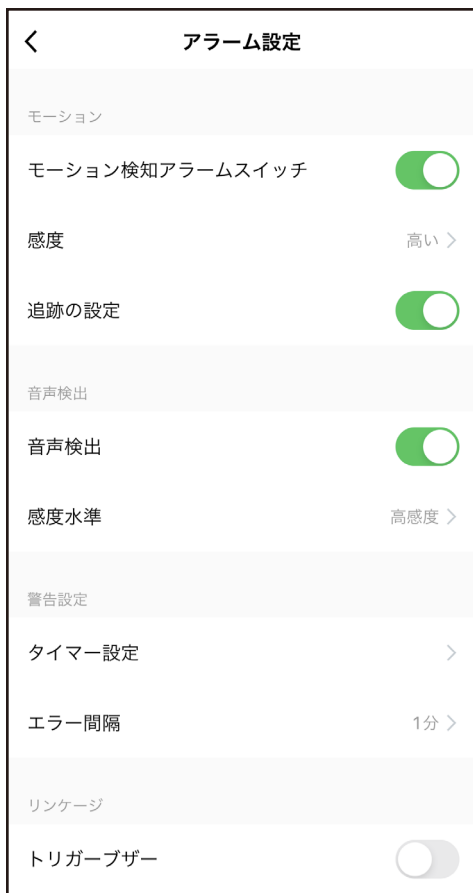 アラーム設定
モーション
モーション検知アラームスイッチ
感度 高い
追跡の設定
音声検出
音声検出
感度水準 高感度
警告設定
タイマー設定
エラー間隔 1分
リンケージ
トリガーブザー